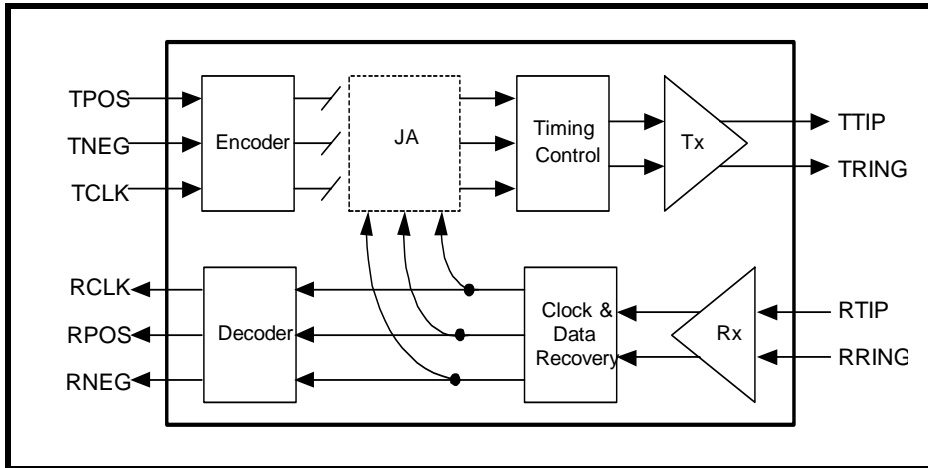 TPOS
TNEG
TCLK
Encoder
JA
Timing
Control
Tx
TTIP
TRING
RCLK
RPOS
RNEG
Decoder
Clock &
Data
Recovery
Rx
RTIP
RRING